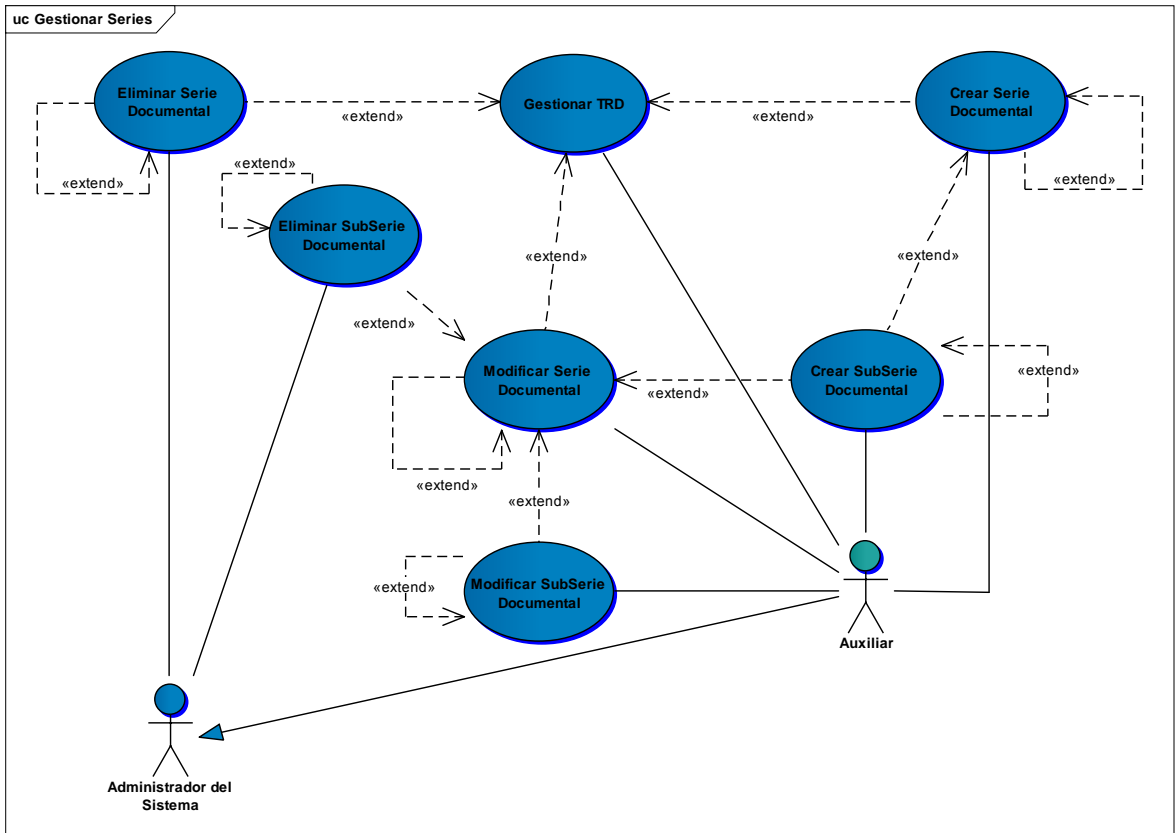 uc Gestionar Series
Eliminar Serie
Documental
Gestionar TRD
Crear Serie
Documental
«extend»
«extend»
«extend»
«extend»
«extend»
Eliminar SubSerie
Documental
«extend»
«extend»
«extend»
Modificar Serie
Documental
Crear SubSerie
Documental
«extend»
«extend»
«extend»
«extend»
Modificar SubSerie
Documental
«extend»
Auxiliar
Administrador del
Sistema